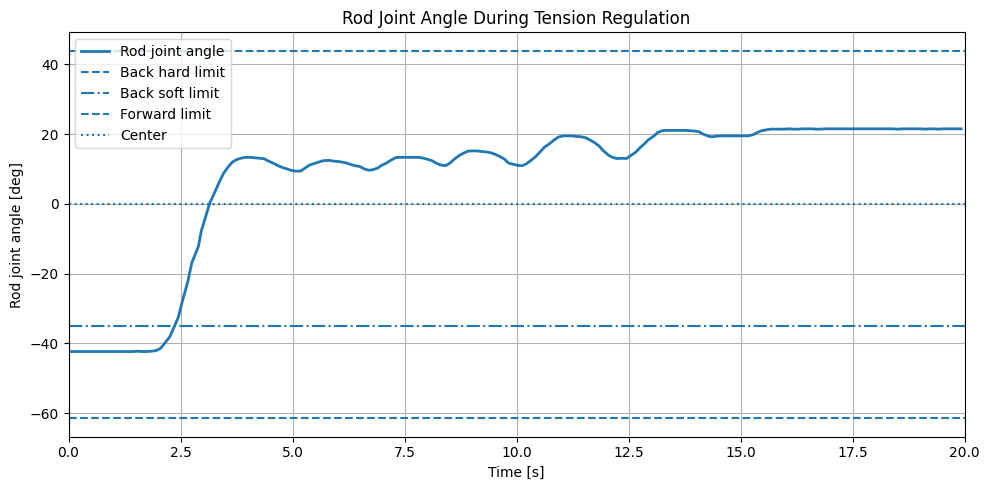 Rod Joint Angle During Tension Regulation
Rod joint angle
Back hard limit
Back soft limit
Forward limit
Center
Rod joint angle [deg]
40
20
0
−20
−40
−60
0.0 2.5 5.0 7.5 10.0 12.5 15.0 17.5 20.0
Time [s]